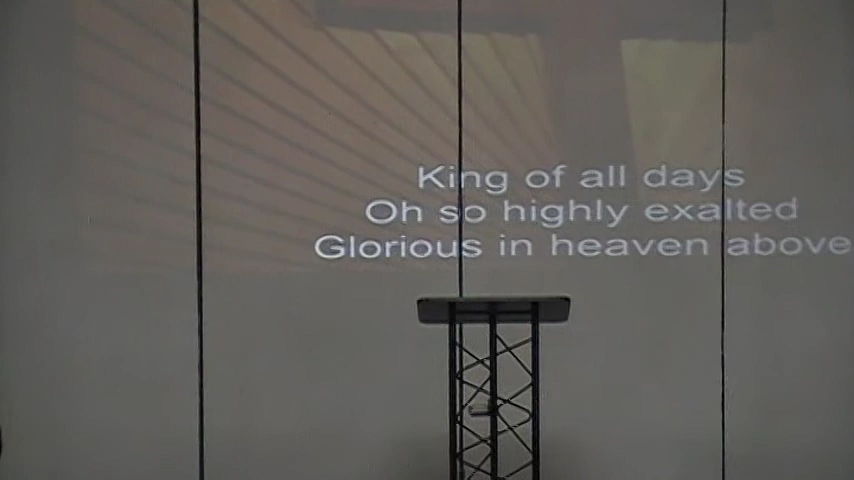 King of all days
Oh so highly exalted
Glorious in heaven above